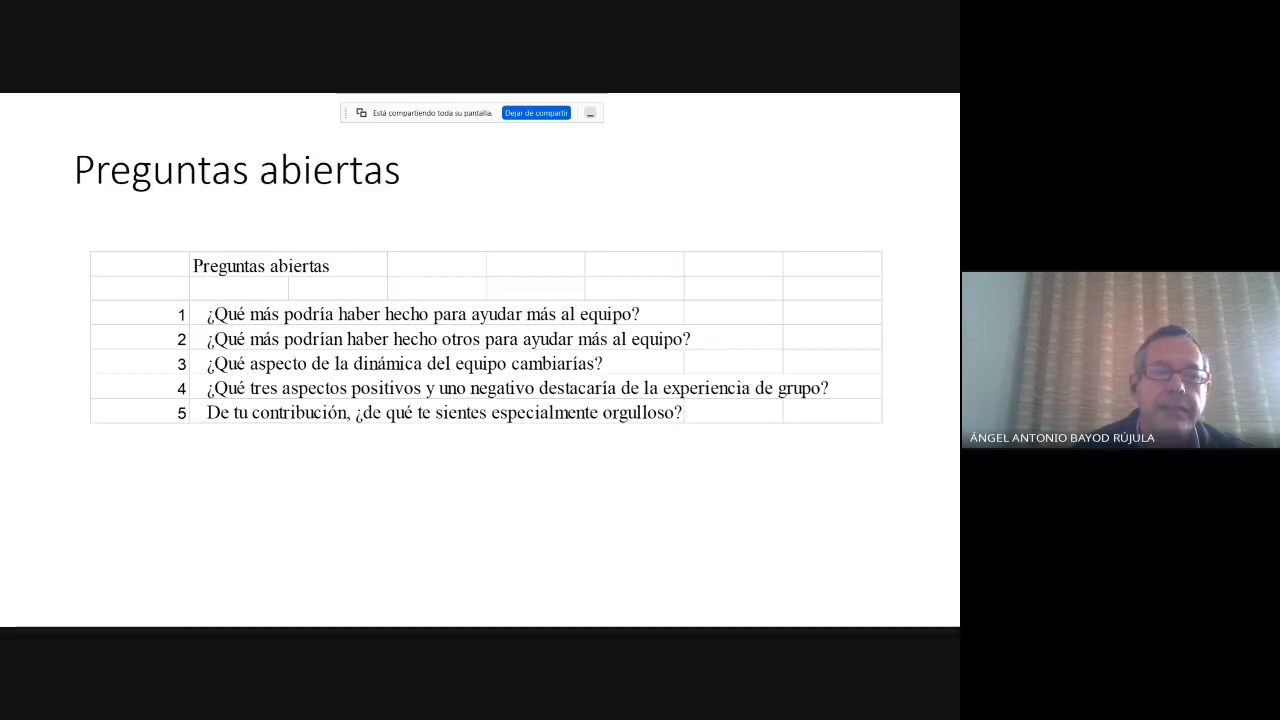 Está compartiendo toda su pantalla. Dejar de compartir
Preguntas abiertas
Preguntas abiertas
1 ¿Qué más podría haber hecho para ayudar más al equipo?
2 ¿Qué más podrían haber hecho otros para ayudar más al equipo?
3 ¿Qué aspecto de la dinámica del equipo cambiarías?
4 ¿Qué tres aspectos positivos y uno negativo destacaría de la experiencia de grupo?
5 De tu contribución, ¿de qué te sientes especialmente orgulloso?
ÁNGEL ANTONIO BAYOD RÚJULA